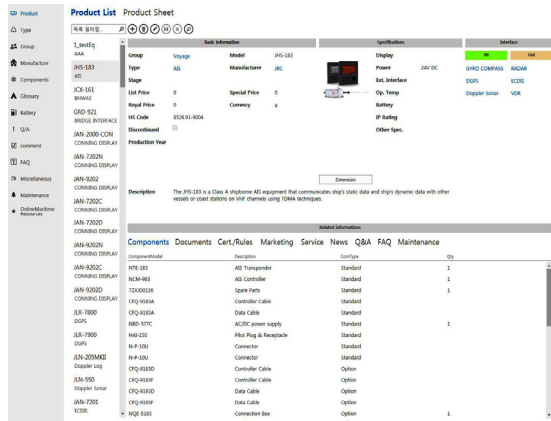 Product List Product Sheet
Product
Type
Group
Manufacture
Components
Glossary
Battery
Q/A
comment
FAQ
Miscellaneous
Maintenance
OnlineMaritime
Resources
1_testEq
AAA
JHS-183
AIS
JCX-161
BNWAS
GRD-921
BRIDGE INTERFACE
JAN-2000-CON
CONNING DISPLAY
JAN-7202N
CONNING DISPLAY
JAN-9202
CONNING DISPLAY
JAN-7202C
CONNING DISPLAY
JAN-7202D
CONNING DISPLAY
JAN-9202N
CONNING DISPLAY
JAN-9202C
CONNING DISPLAY
JAN-9202D
CONNING DISPLAY
JLR-7800
DGPS
JLR-7900
DGPS
JLN-205MKII
Doppler Log
JLN-550
Doppler Sonar
JAN-7201
ECDIS
Basic Information
Group Voyage Model JHS-183
Type AIS Manufacturer JRC
Stage
List Price 0 Special Price 0
Royal Price 0 Currency
HS Code 8526.91-9004
Discontinued
Production Year
Specifications
Display
Power 24V DC
Ext. Interface
Op. Temp
Battery
IP Rating
Other Spec.
Interface
IN Out
GYRO COMPASS RADAR
DGPS ECDIS
Doppler Sonar VDR
Dimension
Description The JHS-183 is a Class A shipborne AIS equipment that communicates ship's static data and ship's dynamic data with other
vessels or coast stations on VHF channels using TDMA techniques.
Related Informations
Components Documents Cert./Rules Marketing Service News Q&A FAQ Maintenance
ComponentModel Description ComType Qty
NTE-183 AIS Transponder Standard 1
NCM-983 AIS Controller Standard 1
7ZXJD0136 Spare Parts Standard 1
CFQ-9183A Controller Cable Standard
CFQ-9193A Data Cable Standard
NBD-577C AC/DC power supply Standard 1
HAI-150 Pilot Plug & Receptacle Standard
N-P-10U Connector Standard
N-P-10U Connector Standard
CFQ-9183D Controller Cable Option
CFQ-9183F Controller Cable Option
CFQ-9193D Data Cable Option
CFQ-9193F Data Cable Option
NQE-5183 Connection Box Option 1